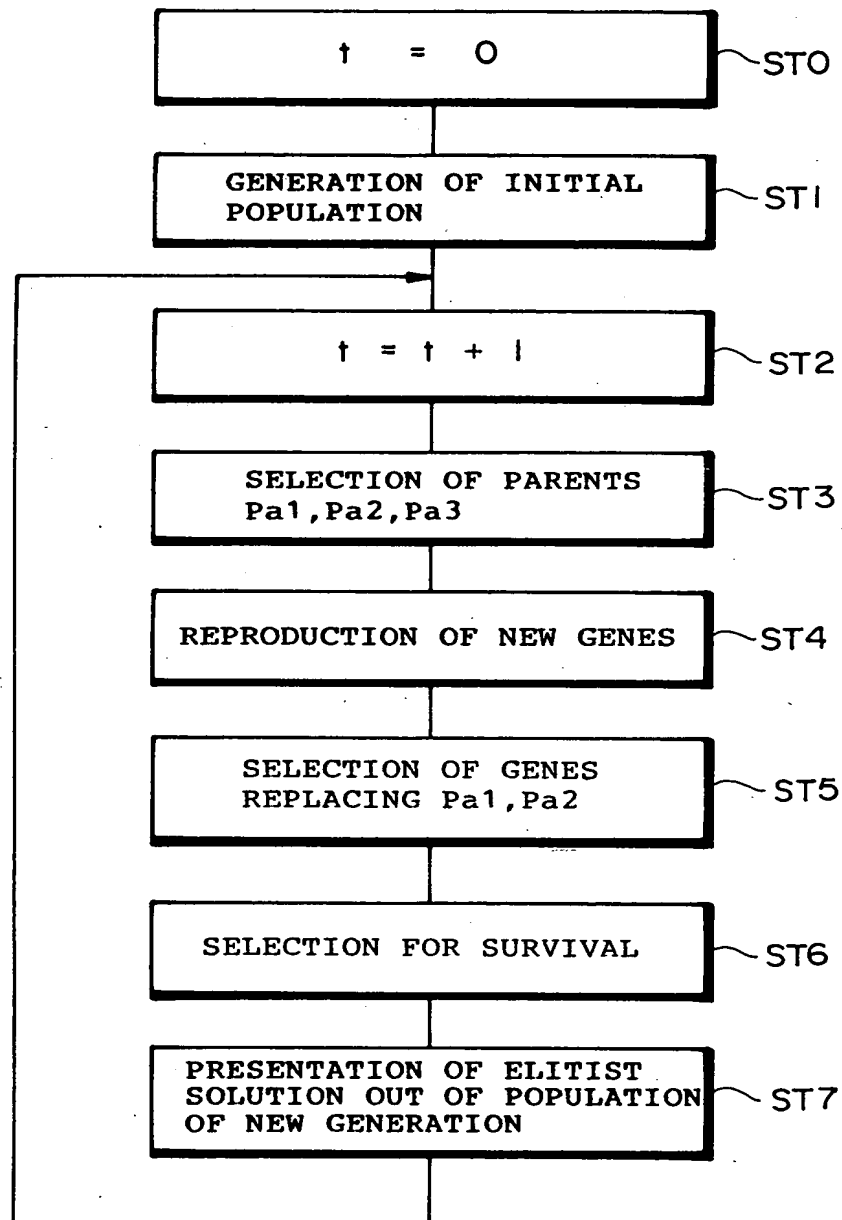 t = 0
ST0
GENERATION OF INITIAL
POPULATION
ST1
t = t + 1
ST2
SELECTION OF PARENTS
Pa1,Pa2,Pa3
ST3
REPRODUCTION OF NEW GENES
ST4
SELECTION OF GENES
REPLACING Pa1,Pa2
ST5
SELECTION FOR SURVIVAL
ST6
PRESENTATION OF ELITIST
SOLUTION OUT OF POPULATION
OF NEW GENERATION
ST7